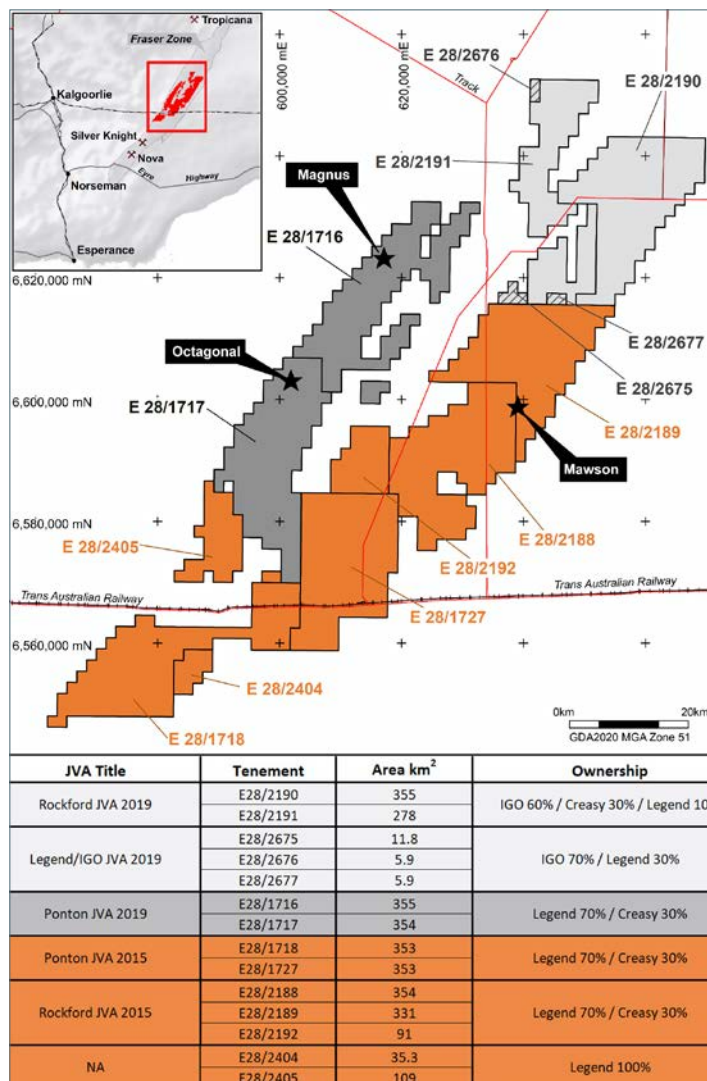 Tropicana
Fraser Zone
Kalgoorlie
Silver Knight
Nova
Norseman
Eyre
Highway
Esperance
600,000 mE
620,000 mE
Track
E 28/2676
E 28/2190
E 28/2191
Magnus
E 28/1716
6,620,000 mN
Octagonal
E 28/2677
E 28/2675
6,600,000 mN
E 28/1717
E 28/2189
Mawson
6,580,000 mN
E 28/2405
E 28/2188
E 28/2192
Trans Australian Railway
Trans Australian Railway
E 28/1727
6,560,000 mN
E 28/2404
E 28/1718
0km 20km
GDA2020 MGA Zone 51
JVA Title Tenement Area km² Ownership
Rockford JVA 2019 E28/2190 355 IGO 60% / Creasy 30% / Legend 10
E28/2191 278
Legend/IGO JVA 2019 E28/2675 11.8 IGO 70% / Legend 30%
E28/2676 5.9
E28/2677 5.9
Ponton JVA 2019 E28/1716 355 Legend 70% / Creasy 30%
E28/1717 354
Ponton JVA 2015 E28/1718 353 Legend 70% / Creasy 30%
E28/1727 353
Rockford JVA 2015 E28/2188 354 Legend 70% / Creasy 30%
E28/2189 331
E28/2192 91
NA E28/2404 35.3 Legend 100%
E28/2405 109